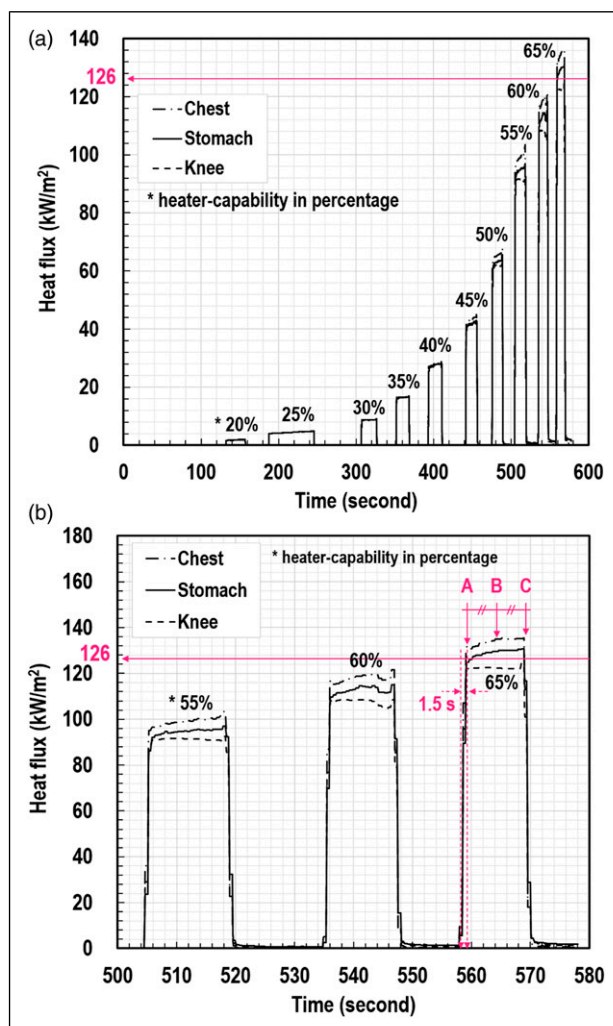 (a)
140
126
120
100
80
60
40
20
0
Heat flux (kW/m²)
Chest
Stomach
Knee
* heater-capability in percentage
* 20%
25%
30%
35%
40%
45%
50%
55%
60%
65%
0 100 200 300 400 500 600
Time (second)
(b)
180
160
140
126
120
100
80
60
40
20
0
Heat flux (kW/m²)
Chest
Stomach
Knee
* heater-capability in percentage
A B C
* 55%
60%
65%
1.5 s
500 510 520 530 540 550 560 570 580
Time (second)